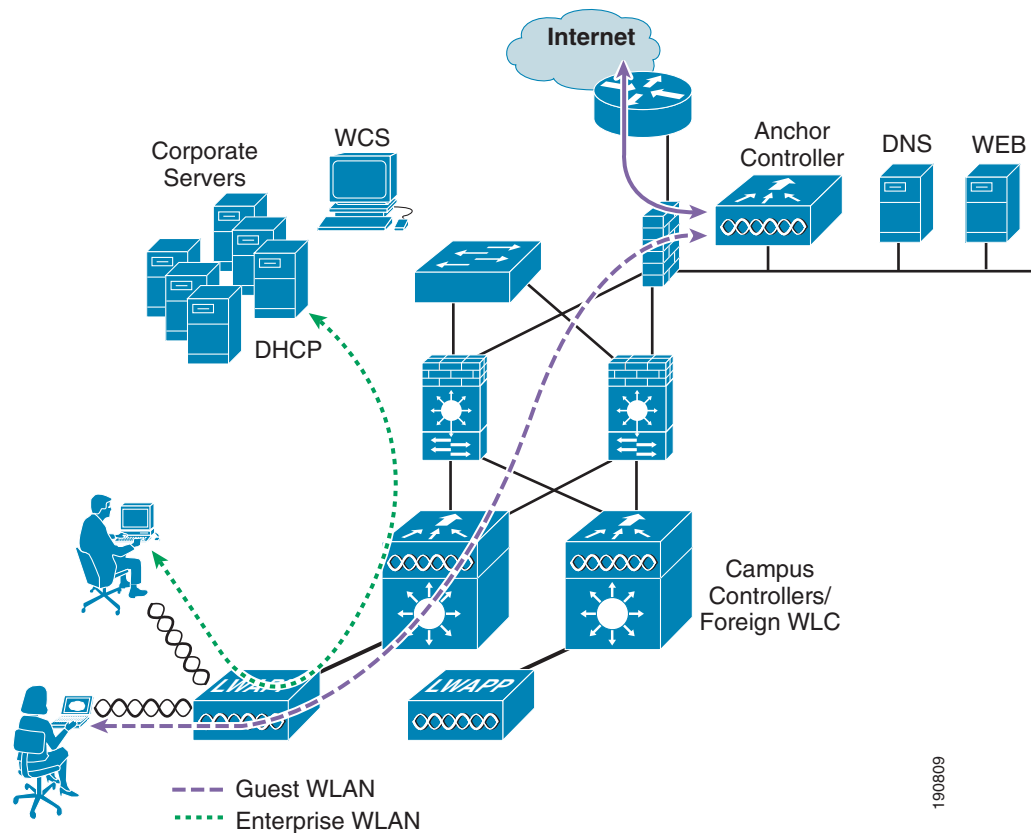 Internet
Anchor
Controller
DNS
WEB
WCS
Corporate
Servers
DHCP
Campus
Controllers/
Foreign WLC
LWAPP
LWAPP
Guest WLAN
Enterprise WLAN
190809